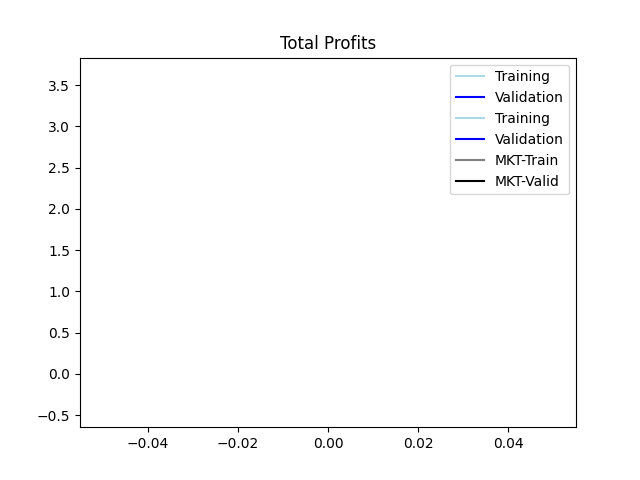 Total Profits
Training
Validation
Training
Validation
MKT-Train
MKT-Valid
3.5
3.0
2.5
2.0
1.5
1.0
0.5
0.0
−0.5
−0.04
−0.02
0.00
0.02
0.04